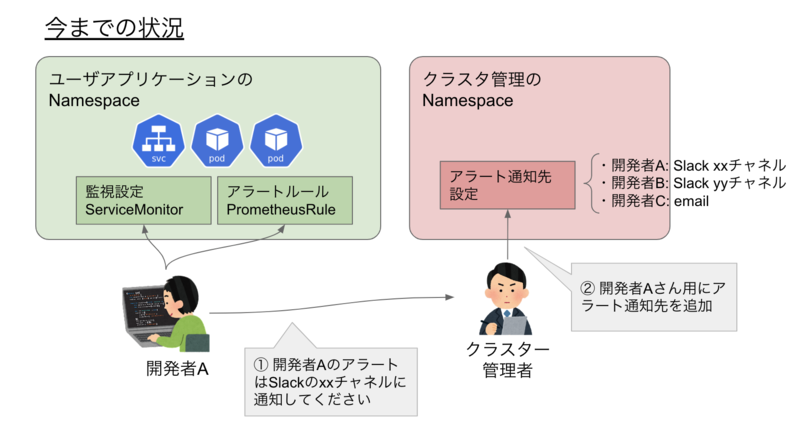 今までの状況
ユーザアプリケーションの
Namespace
svc
pod
pod
監視設定
ServiceMonitor
アラートルール
PrometheusRule
クラスタ管理の
Namespace
アラート通知先
設定
・開発者A: Slack xxチャネル
・開発者B: Slack yyチャネル
・開発者C: email
開発者A
① 開発者Aのアラート
はSlackのxxチャネルに
通知してください
クラスター
管理者
② 開発者Aさん用にア
ラート通知先を追加